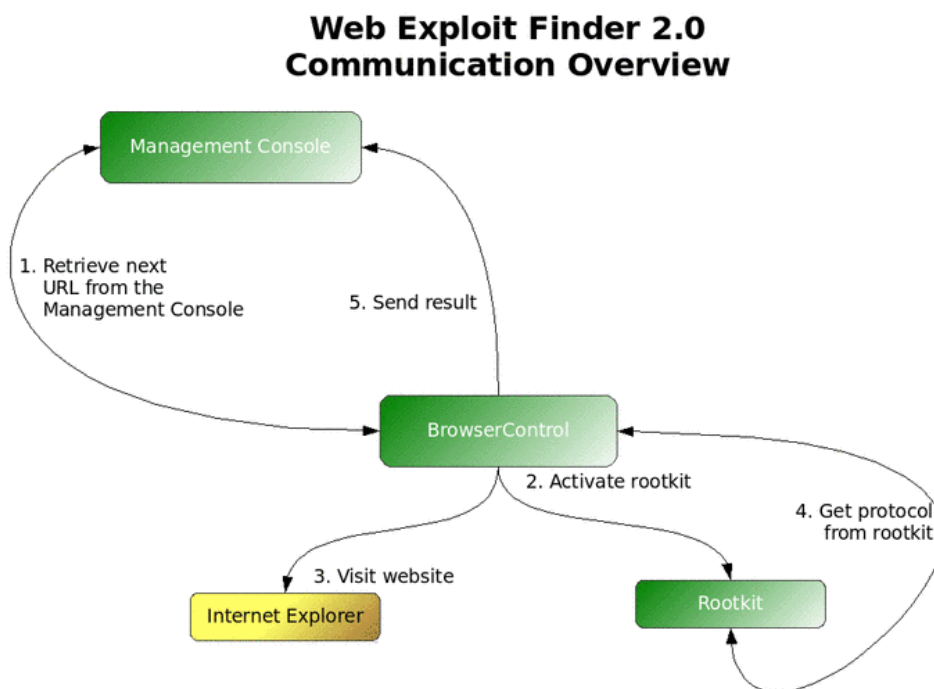 Web Exploit Finder 2.0
Communication Overview
Management Console
1. Retrieve next
URL from the
Management Console
5. Send result
BrowserControl
2. Activate rootkit
4. Get protocol
from rootkit
3. Visit website
Internet Explorer
Rootkit